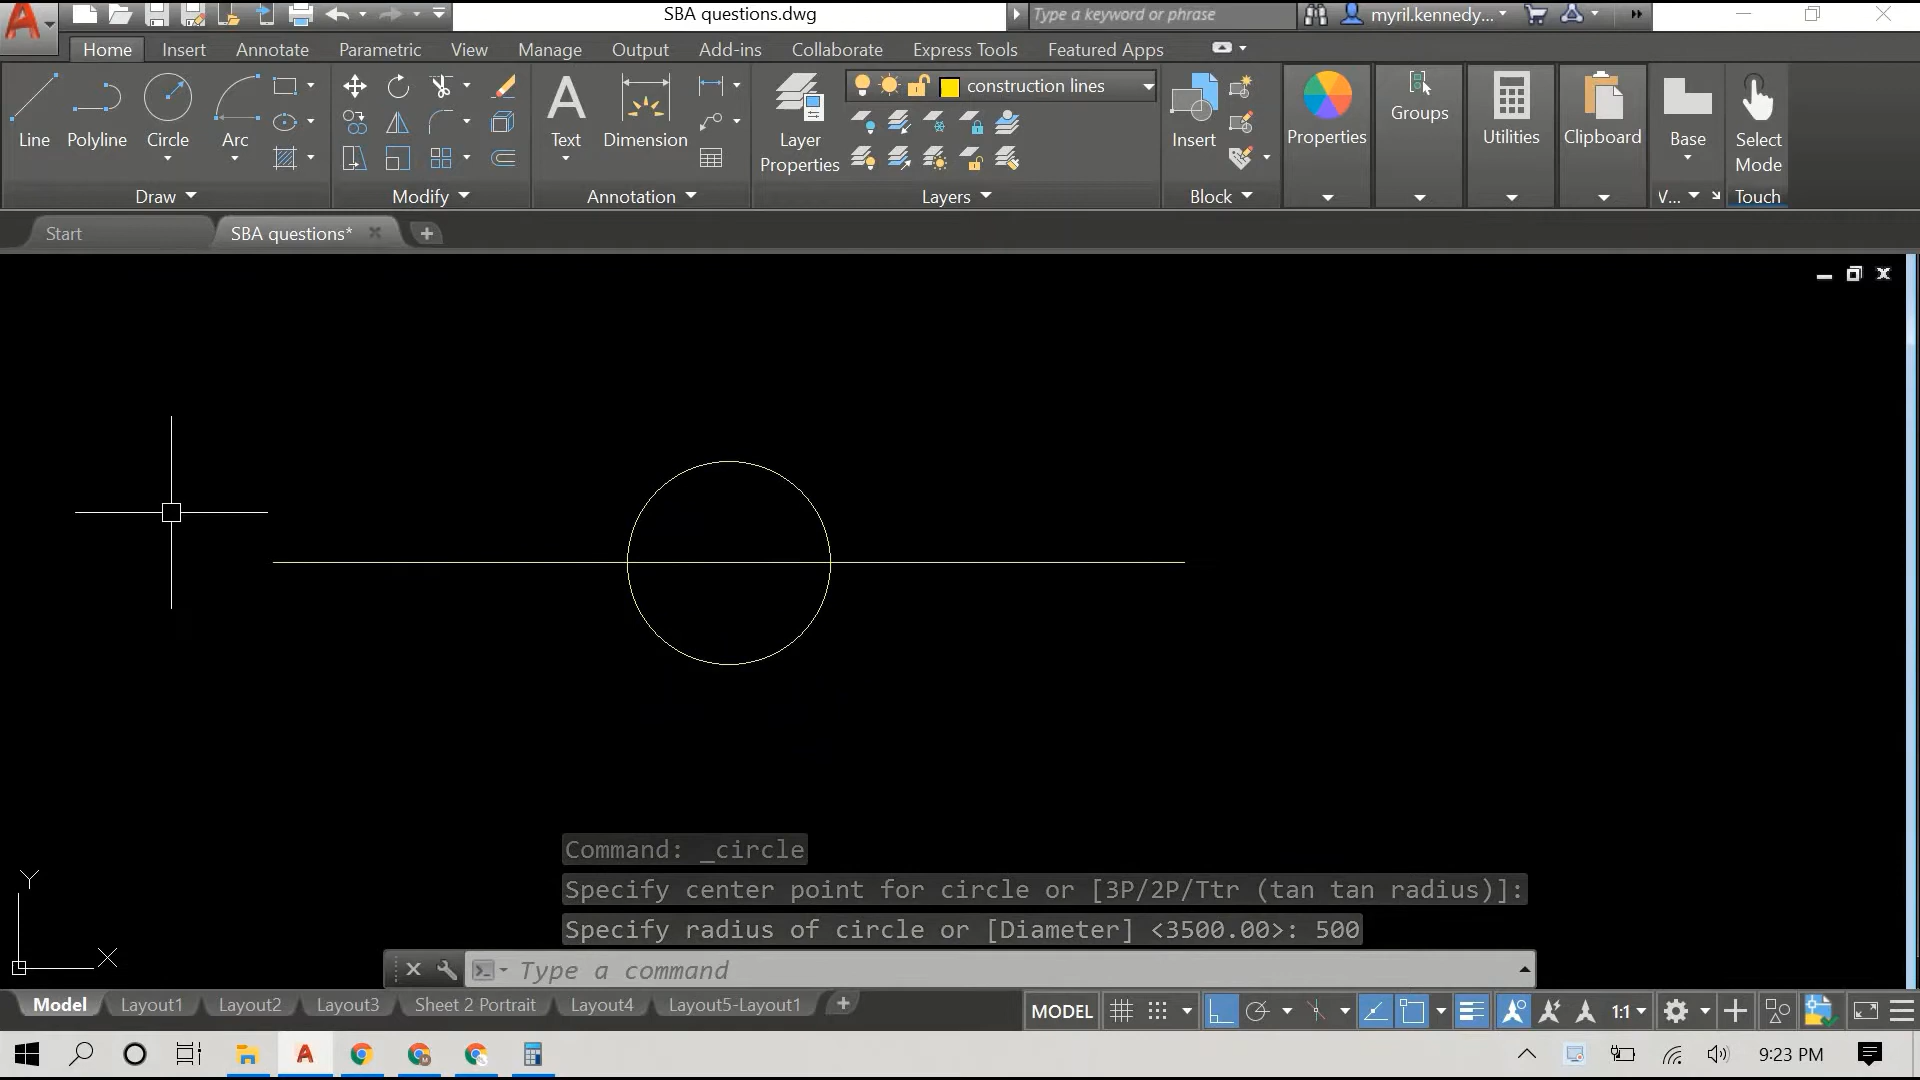 SBA questions.dwg
Type a keyword or phrase
myril.kennedy...
Home Insert Annotate Parametric View Manage Output Add-ins Collaborate Express Tools Featured Apps
construction lines
Line Polyline Circle Arc
Text Dimension
Layer
Properties
Insert
Properties
Groups
Utilities
Clipboard
Base
Select
Mode
Draw Modify Annotation Layers Block V... Touch
Start SBA questions*
Command: _circle
Specify center point for circle or [3P/2P/Ttr (tan tan radius)]:
Specify radius of circle or [Diameter] <3500.00>: 500
Y
X
Type a command
Model Layout1 Layout2 Layout3 Sheet 2 Portrait Layout4 Layout5-Layout1 MODEL 1:1
9:23 PM